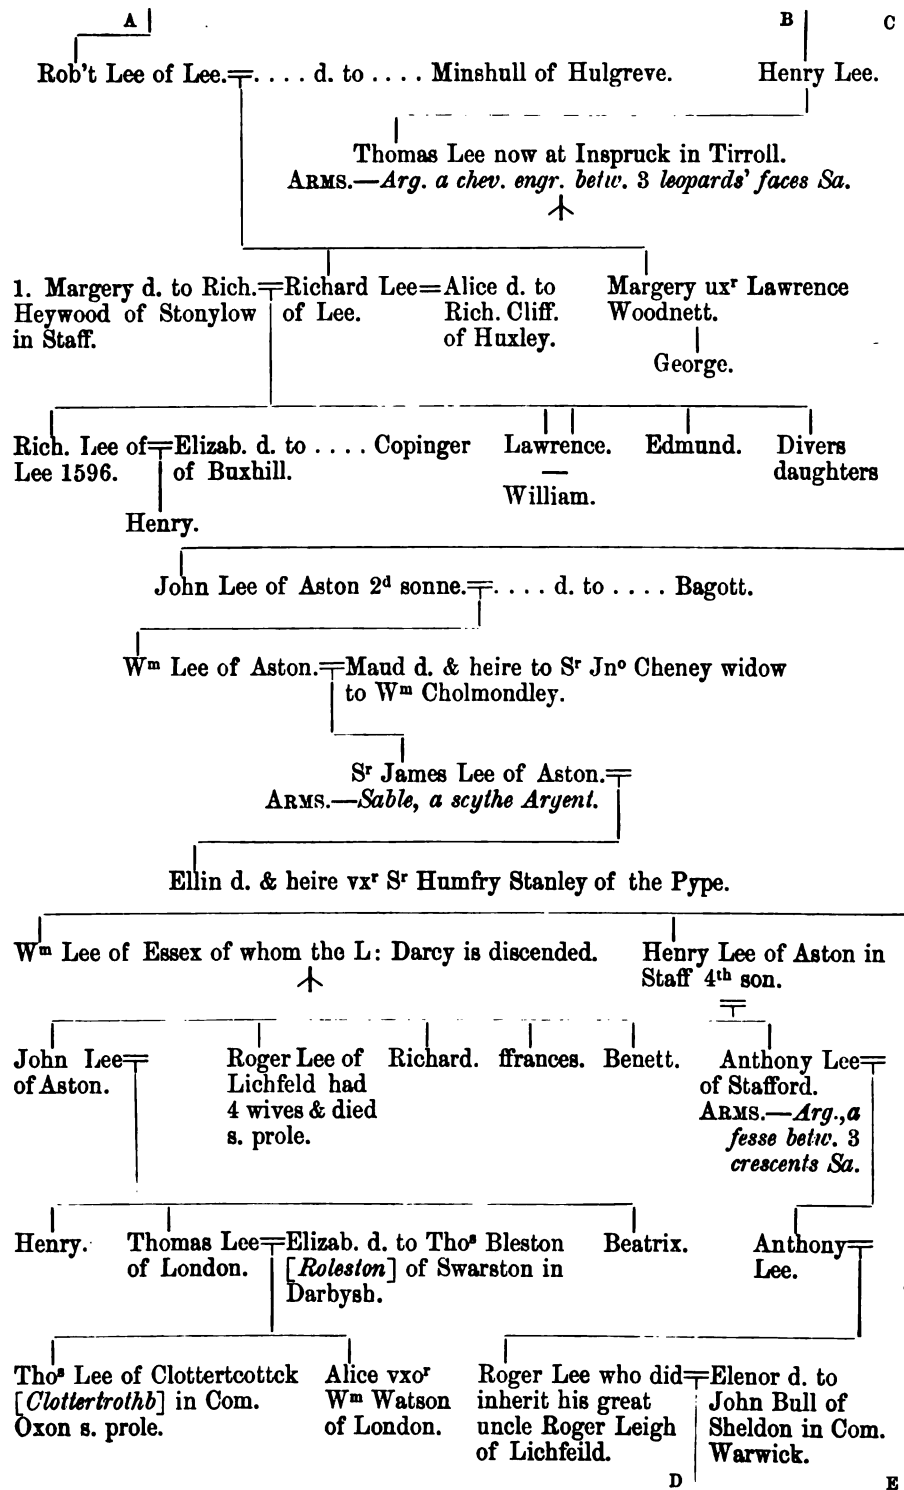 A B C
Rob't Lee of Lee. .... d. to .... Minshull of Hulgreve. Henry Lee.
Thomas Lee now at Inspruck in Tirroll.
ARMS.—Arg. a chev. engr. betw. 3 leopards' faces Sa.
1. Margery d. to Rich.
Heywood of Stonylow
in Staff.
Richard Lee
of Lee.
Alice d. to
Rich. Cliff.
of Huxley.
Margery uxʳ Lawrence
Woodnett.
George.
Rich. Lee of
Lee 1596.
Elizab. d. to .... Copinger
of Buxhill.
Lawrence.
—
William.
Edmund.
Divers
daughters
Henry.
John Lee of Aston 2ᵈ sonne. .... d. to .... Bagott.
Wᵐ Lee of Aston.
Maud d. & heire to Sʳ Jnᵒ Cheney widow
to Wᵐ Cholmondley.
Sʳ James Lee of Aston.
ARMS.—Sable, a scythe Argent.
Ellin d. & heire vxʳ Sʳ Humfry Stanley of the Pype.
Wᵐ Lee of Essex of whom the L: Darcy is discended.
Henry Lee of Aston in
Staff 4ᵗʰ son.
John Lee
of Aston.
Roger Lee of
Lichfeld had
4 wives & died
s. prole.
Richard.
ffrances.
Benett.
Anthony Lee
of Stafford.
ARMS.—Arg., a
fesse betw. 3
crescents Sa.
Henry.
Thomas Lee
of London.
Elizab. d. to Thoˢ Bleston
[Roleston] of Swarston in
Darbysh.
Beatrix.
Anthony
Lee.
Thoˢ Lee of Clottertcottck
[Clottertrothb] in Com.
Oxon s. prole.
Alice vxoʳ
Wᵐ Watson
of London.
Roger Lee who did
inherit his great
uncle Roger Leigh
of Lichfeild.
Elenor d. to
John Bull of
Sheldon in Com.
Warwick.
D E